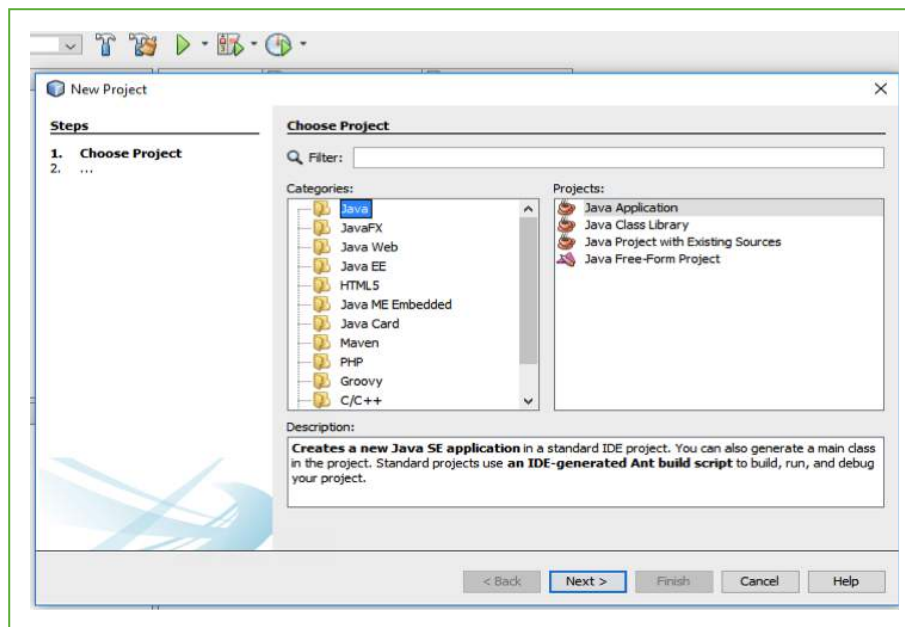 New Project
Steps
1. Choose Project
2. ...
Choose Project
Filter:
Categories:
Java
JavaFX
Java Web
Java EE
HTML5
Java ME Embedded
Java Card
Maven
PHP
Groovy
C/C++
Projects:
Java Application
Java Class Library
Java Project with Existing Sources
Java Free-Form Project
Description:
Creates a new Java SE application in a standard IDE project. You can also generate a main class
in the project. Standard projects use an IDE-generated Ant build script to build, run, and debug
your project.
< Back
Next >
Finish
Cancel
Help